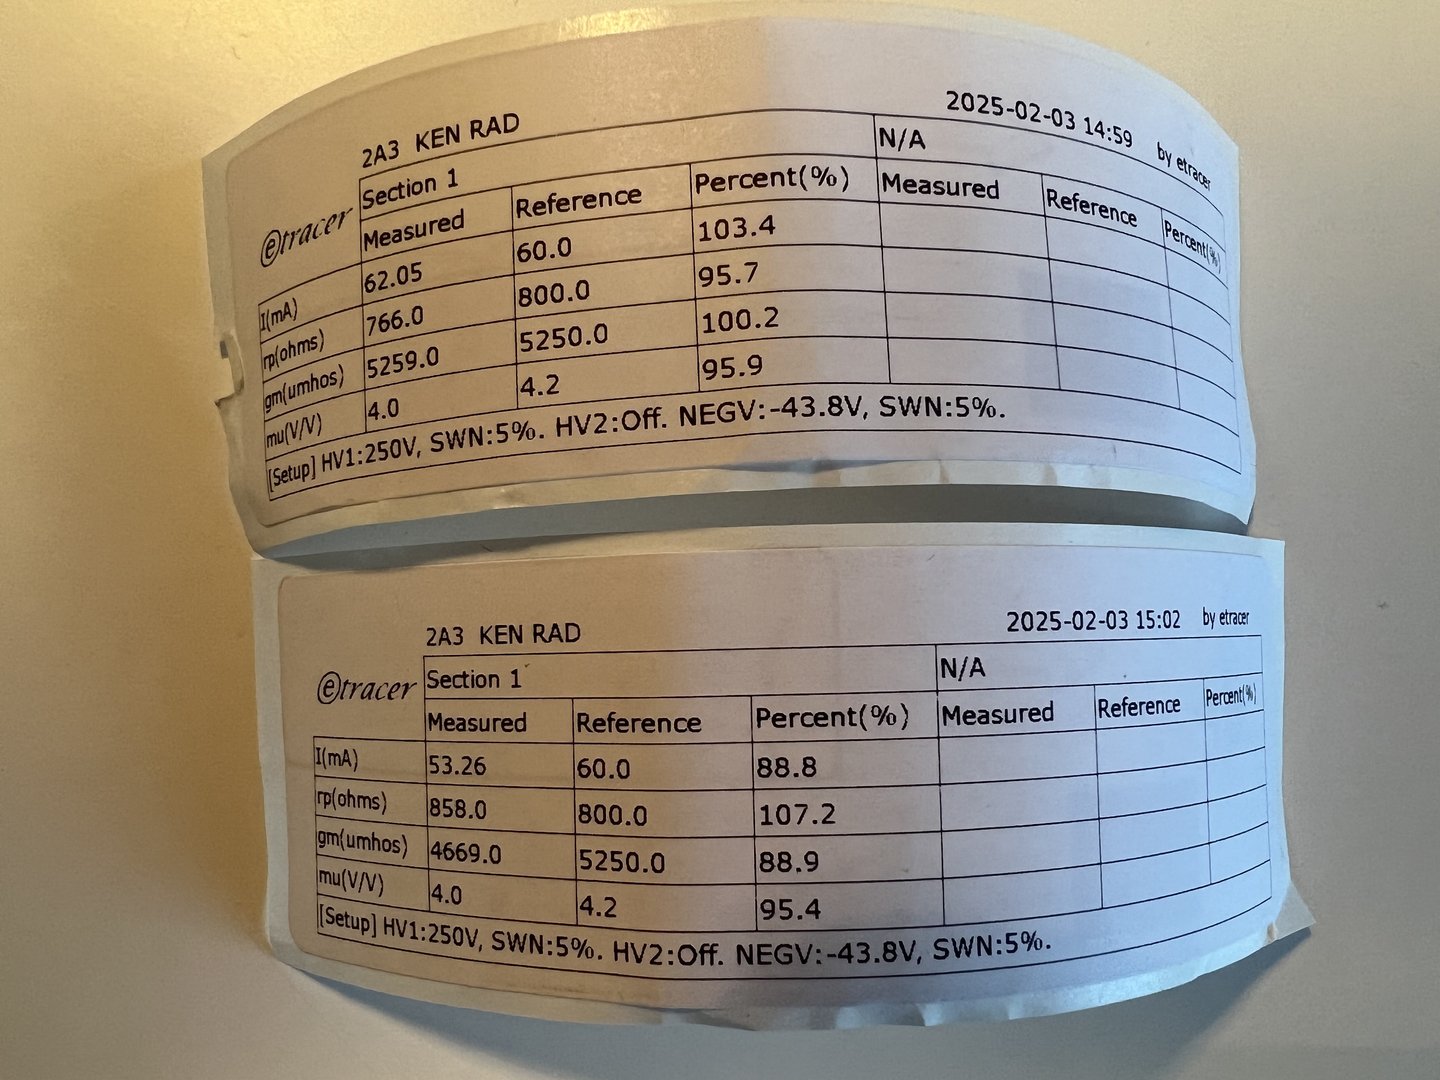 2A3 KEN RAD 2025-02-03 14:59 by etracer
etracer Section 1 N/A
Measured Reference Percent(%) Measured Reference Percent(%)
I(mA) 62.05 60.0 103.4
rp(ohms) 766.0 800.0 95.7
gm(umhos) 5259.0 5250.0 100.2
mu(V/V) 4.0 4.2 95.9
[Setup] HV1:250V, SWN:5%. HV2:Off. NEGV:-43.8V, SWN:5%.
2A3 KEN RAD 2025-02-03 15:02 by etracer
etracer Section 1 N/A
Measured Reference Percent(%) Measured Reference Percent(%)
I(mA) 53.26 60.0 88.8
rp(ohms) 858.0 800.0 107.2
gm(umhos) 4669.0 5250.0 88.9
mu(V/V) 4.0 4.2 95.4
[Setup] HV1:250V, SWN:5%. HV2:Off. NEGV:-43.8V, SWN:5%.